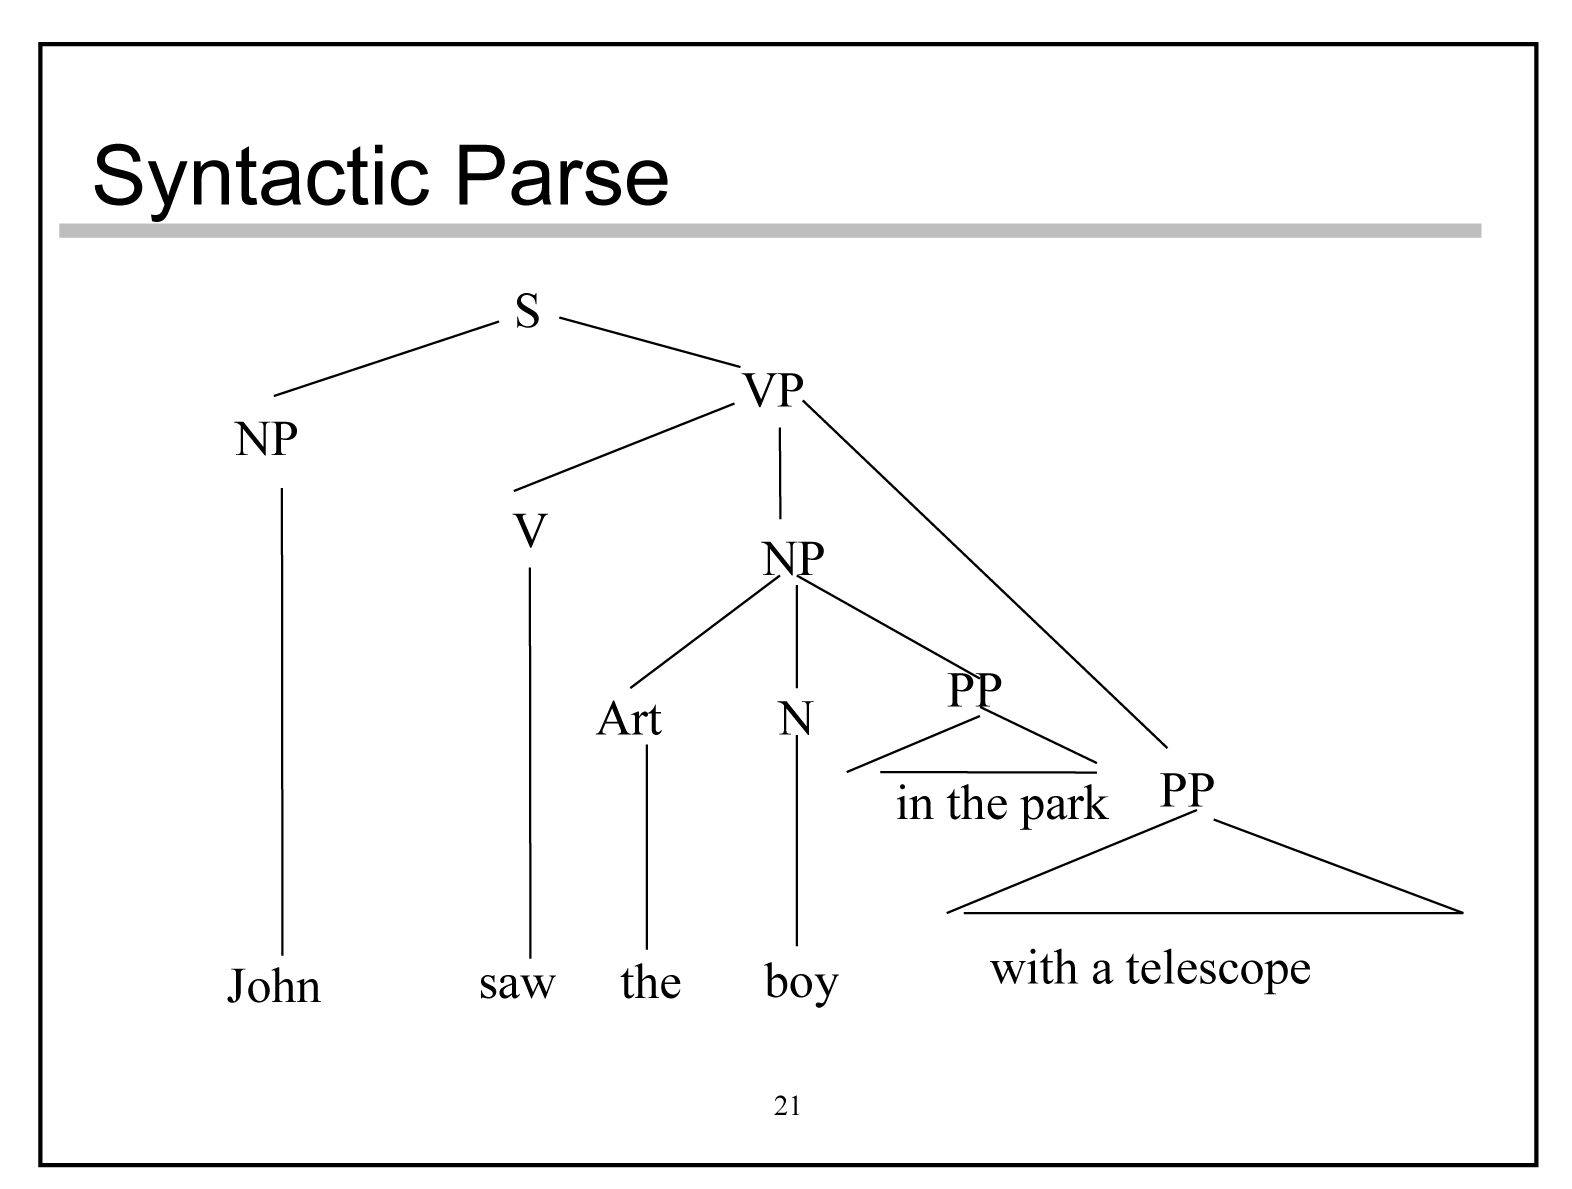 Syntactic Parse
S
VP
NP
V
NP
PP
Art
N
PP
in the park
with a telescope
John
saw
the
boy
21